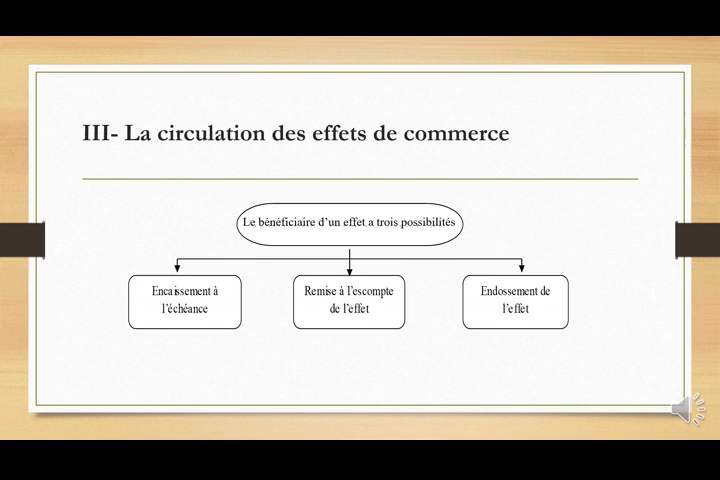 III- La circulation des effets de commerce
Le bénéficiaire d’un effet a trois possibilités
Encaissement à
l’échéance
Remise à l’escompte
de l’effet
Endossement de
l’effet